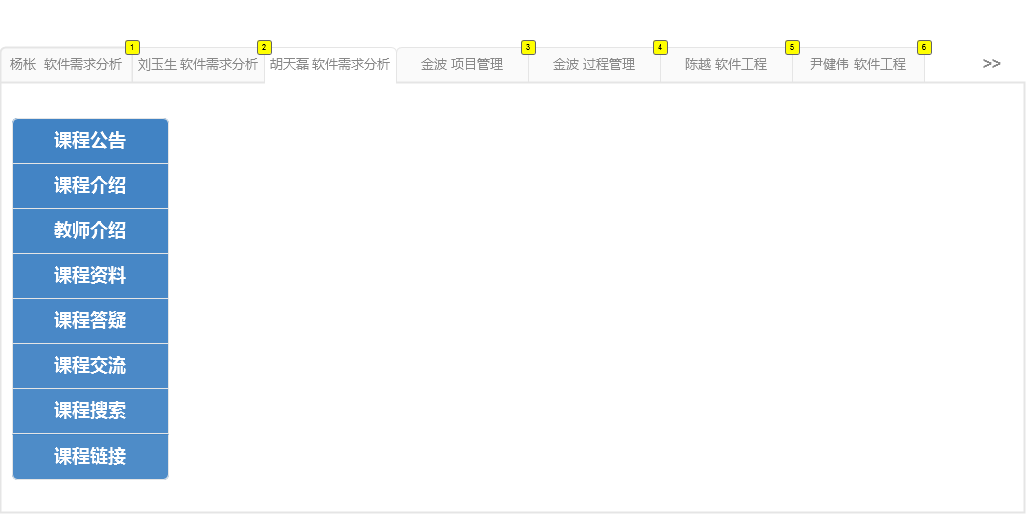 1 2 3 4 5 6
杨枨 软件需求分析 刘玉生 软件需求分析 胡天磊 软件需求分析 金波 项目管理 金波 过程管理 陈越 软件工程 尹健伟 软件工程 >>
课程公告
课程介绍
教师介绍
课程资料
课程答疑
课程交流
课程搜索
课程链接